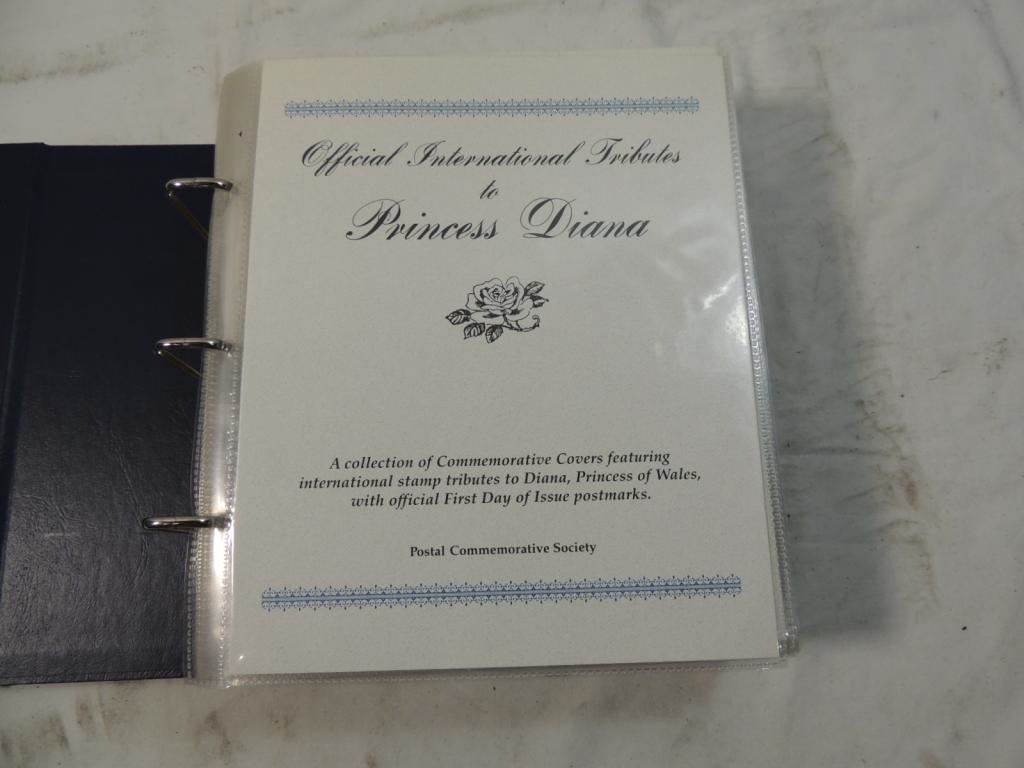 Official International Tributes
to
Princess Diana
A collection of Commemorative Covers featuring
international stamp tributes to Diana, Princess of Wales,
with official First Day of Issue postmarks.
Postal Commemorative Society